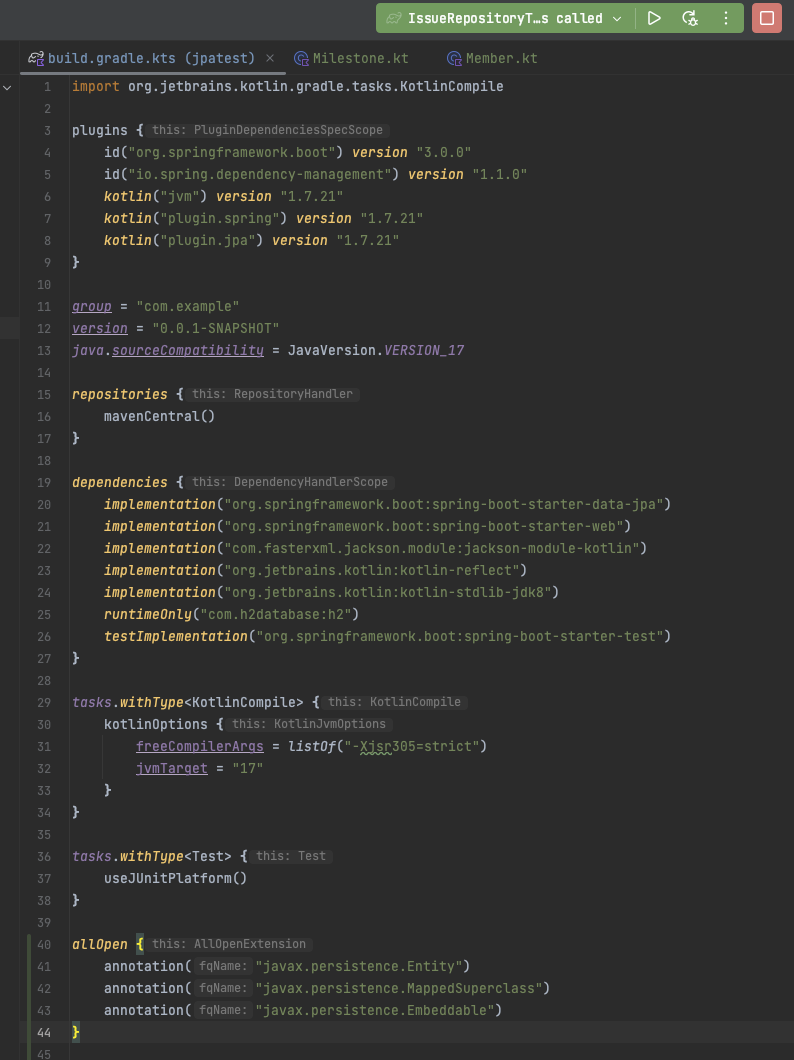 IssueRepositoryT…s called
build.gradle.kts (jpatest) × Milestone.kt Member.kt
1 import org.jetbrains.kotlin.gradle.tasks.KotlinCompile
2
3 plugins { this: PluginDependenciesSpecScope
4 id("org.springframework.boot") version "3.0.0"
5 id("io.spring.dependency-management") version "1.1.0"
6 kotlin("jvm") version "1.7.21"
7 kotlin("plugin.spring") version "1.7.21"
8 kotlin("plugin.jpa") version "1.7.21"
9 }
10
11 group = "com.example"
12 version = "0.0.1-SNAPSHOT"
13 java.sourceCompatibility = JavaVersion.VERSION_17
14
15 repositories { this: RepositoryHandler
16 mavenCentral()
17 }
18
19 dependencies { this: DependencyHandlerScope
20 implementation("org.springframework.boot:spring-boot-starter-data-jpa")
21 implementation("org.springframework.boot:spring-boot-starter-web")
22 implementation("com.fasterxml.jackson.module:jackson-module-kotlin")
23 implementation("org.jetbrains.kotlin:kotlin-reflect")
24 implementation("org.jetbrains.kotlin:kotlin-stdlib-jdk8")
25 runtimeOnly("com.h2database:h2")
26 testImplementation("org.springframework.boot:spring-boot-starter-test")
27 }
28
29 tasks.withType<KotlinCompile> { this: KotlinCompile
30 kotlinOptions { this: KotlinJvmOptions
31 freeCompilerArgs = listOf("-Xjsr305=strict")
32 jvmTarget = "17"
33 }
34 }
35
36 tasks.withType<Test> { this: Test
37 useJUnitPlatform()
38 }
39
40 allOpen { this: AllOpenExtension
41 annotation( fqName: "javax.persistence.Entity")
42 annotation( fqName: "javax.persistence.MappedSuperclass")
43 annotation( fqName: "javax.persistence.Embeddable")
44 }
45